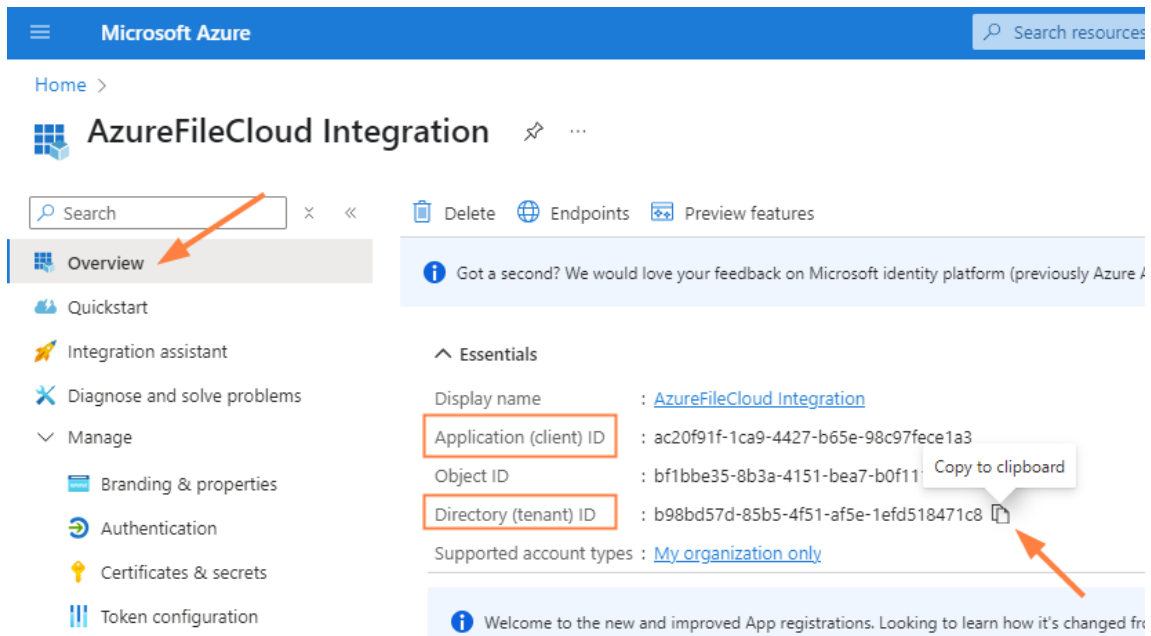 Microsoft Azure
Search resources
Home
AzureFileCloud Integration
Search
Delete
Endpoints
Preview features
Overview
Got a second? We would love your feedback on Microsoft identity platform (previously Azure A
Quickstart
Integration assistant
Essentials
Diagnose and solve problems
Display name : AzureFileCloud Integration
Manage
Application (client) ID : ac20f91f-1ca9-4427-b65e-98c97fece1a3
Copy to clipboard
Object ID : bf1bbe35-8b3a-4151-bea7-b0f11
Branding & properties
Directory (tenant) ID : b98bd57d-85b5-4f51-af5e-1efd518471c8
Authentication
Supported account types : My organization only
Certificates & secrets
Token configuration
Welcome to the new and improved App registrations. Looking to learn how it's changed fr